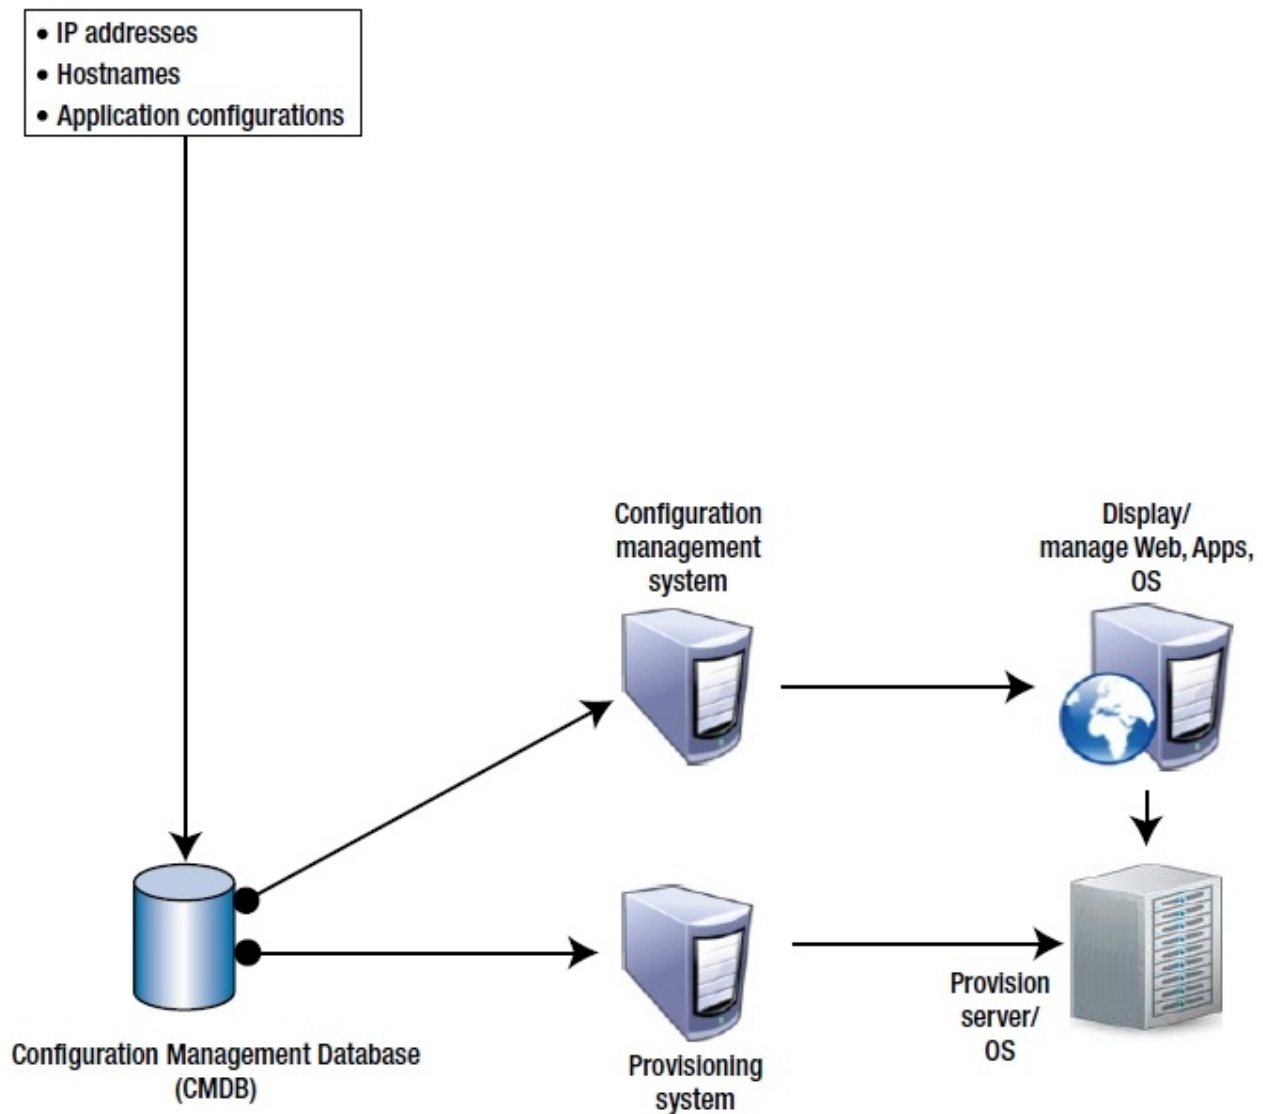 • IP addresses
• Hostnames
• Application configurations
Configuration
management
system
Display/
manage Web, Apps,
OS
Configuration Management Database
(CMDB)
Provisioning
system
Provision
server/
OS